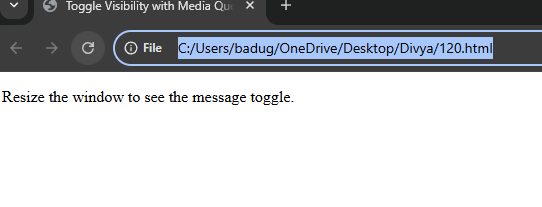 Toggle Visibility with Media Qu
File
C:/Users/badug/OneDrive/Desktop/Divya/120.html
Resize the window to see the message toggle.